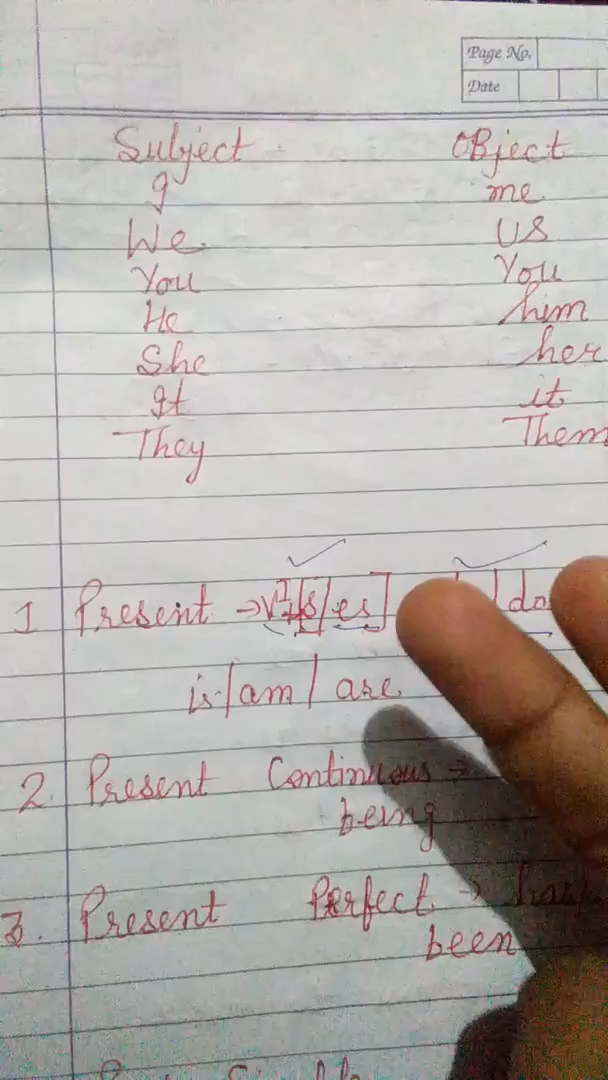 Page No.
Date
Subject OBject
I me
We us
You You
He him
She her
It it
They Them
1 Present → V¹+[s/es] do
is/am/are
2. Present Continuous →
being
3. Present Perfect → has
been